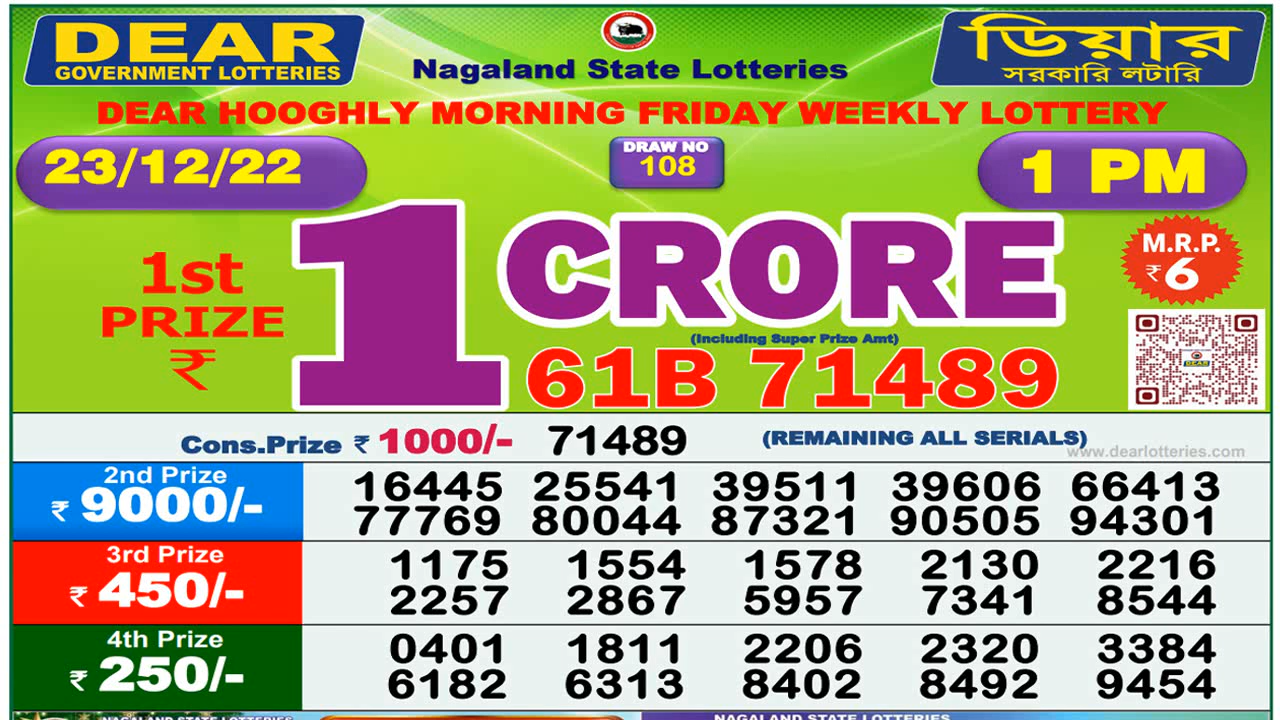 DEAR
GOVERNMENT LOTTERIES
Nagaland State Lotteries
ডিয়ার
সরকারি লটারি
DEAR HOOGHLY MORNING FRIDAY WEEKLY LOTTERY
23/12/22
DRAW NO
108
1 PM
1st
PRIZE
₹
1 CRORE
(Including Super Prize Amt)
61B 71489
M.R.P.
₹ 6
DEAR
Cons.Prize ₹ 1000/- 71489 (REMAINING ALL SERIALS)
www.dearlotteries.com
2nd Prize
₹ 9000/-
16445 25541 39511 39606 66413
77769 80044 87321 90505 94301
3rd Prize
₹ 450/-
1175 1554 1578 2130 2216
2257 2867 5957 7341 8544
4th Prize
₹ 250/-
0401 1811 2206 2320 3384
6182 6313 8402 8492 9454
NAGALAND STATE LOTTERIES
NAGALAND STATE LOTTERIES